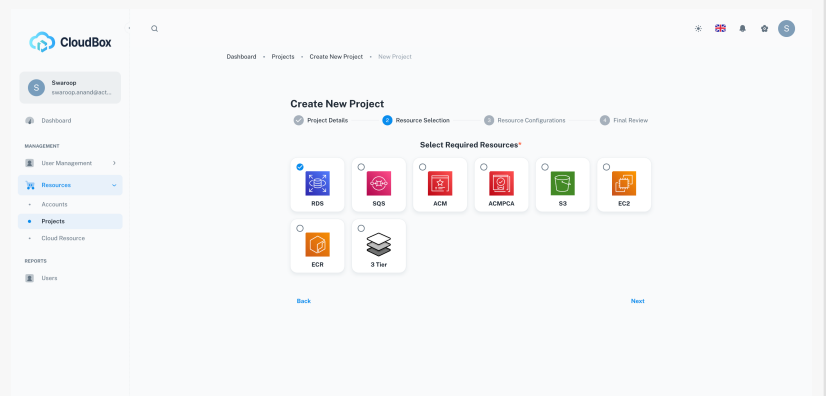 CloudBox
S
Dashboard
Projects
Create New Project
New Project
S
Swaroop
swaroop.anand@act...
Dashboard
MANAGEMENT
User Management
Resources
Accounts
Projects
Cloud Resource
REPORTS
Users
Create New Project
Project Details
2 Resource Selection
3 Resource Configurations
4 Final Review
Select Required Resources*
RDS
SQS
ACM
ACMPCA
S3
EC2
ECR
3 Tier
Back
Next